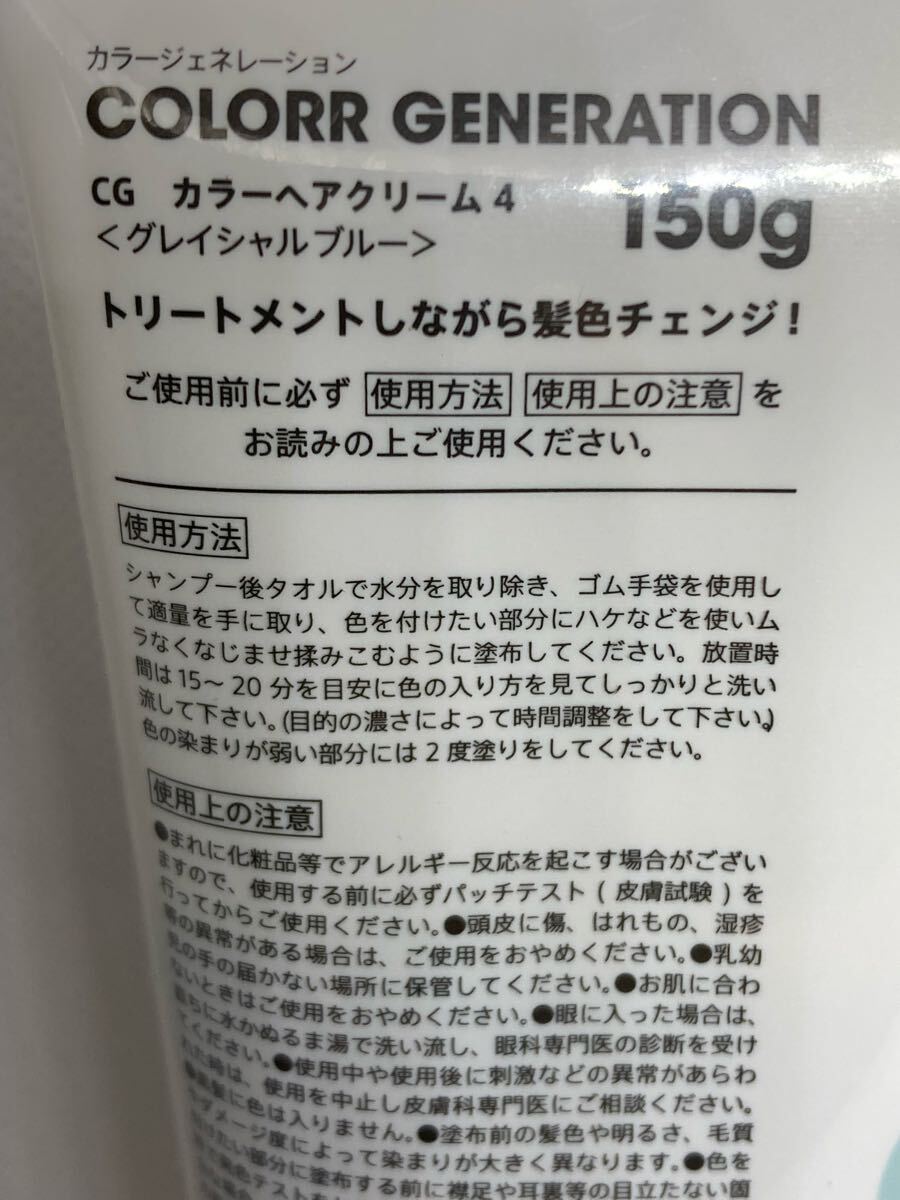 カラージェネレーション
COLORR GENERATION
CG カラーヘアクリーム4
150g
＜グレイシャルブルー＞
トリートメントしながら髪色チェンジ!
ご使用前に必ず 使用方法 使用上の注意 を
お読みの上ご使用ください。
使用方法
シャンプー後タオルで水分を取り除き、ゴム手袋を使用し
て適量を手に取り、色を付けたい部分にハケなどを使いム
ラなくなじませ揉みこむように塗布してください。放置時
間は15〜20分を目安に色の入り方を見てしっかりと洗い
流して下さい。(目的の濃さによって時間調整をして下さい。)
色の染まりが弱い部分には2度塗りをしてください。
使用上の注意
●まれに化粧品等でアレルギー反応を起こす場合がござい
ますので、使用する前に必ずパッチテスト(皮膚試験)を
行ってからご使用ください。●頭皮に傷、はれもの、湿疹
等の異常がある場合は、ご使用をおやめください。●乳幼
児の手の届かない場所に保管してください。●お肌に合わ
ないときはご使用をおやめください。●眼に入った場合は、
直ちに水かぬるま湯で洗い流し、眼科専門医の診断を受け
てください。●使用中や使用後に刺激などの異常があらわ
れた時は、使用を中止し皮膚科専門医にご相談ください。
に色は入りません。●塗布前の髪色や明るさ、毛質
ダメージ度によって染まりが大きく異なります。●色を
付けたい部分に塗布する前に襟足や耳裏等の目立たない箇